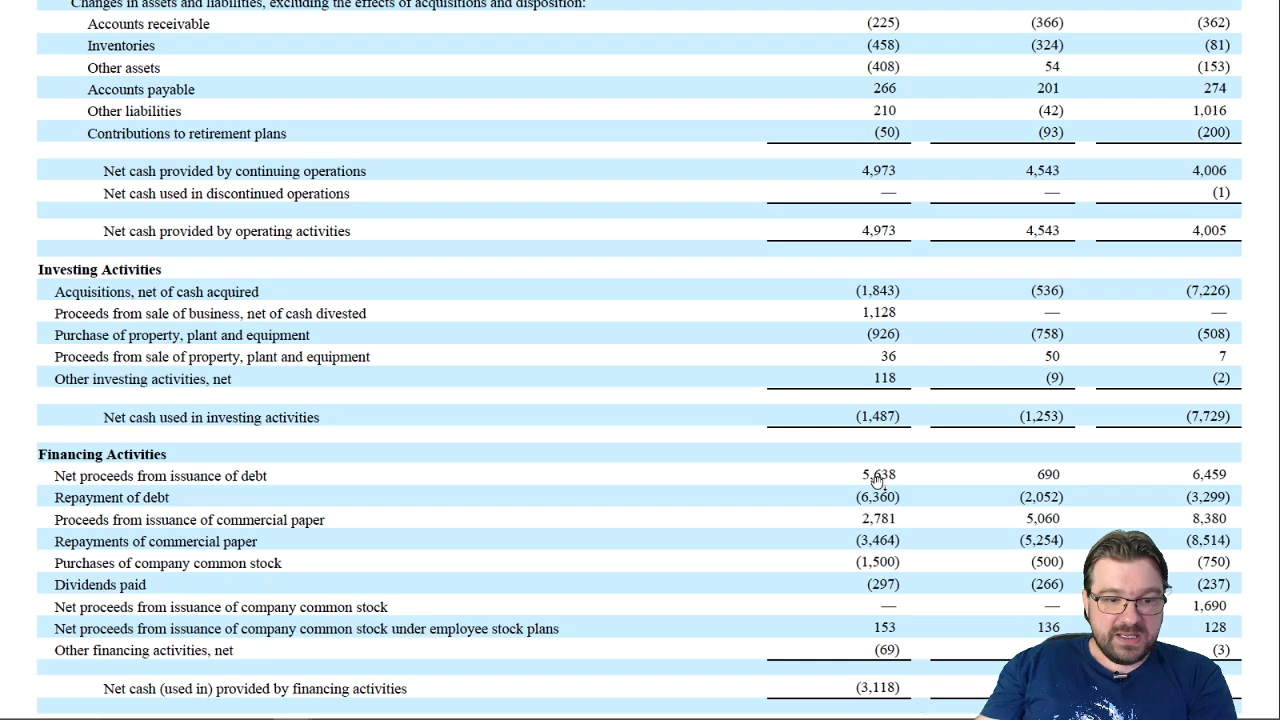 Changes in assets and liabilities, excluding the effects of acquisitions and disposition:
Accounts receivable (225) (366) (362)
Inventories (458) (324) (81)
Other assets (408) 54 (153)
Accounts payable 266 201 274
Other liabilities 210 (42) 1,016
Contributions to retirement plans (50) (93) (200)
Net cash provided by continuing operations 4,973 4,543 4,006
Net cash used in discontinued operations — — (1)
Net cash provided by operating activities 4,973 4,543 4,005
Investing Activities
Acquisitions, net of cash acquired (1,843) (536) (7,226)
Proceeds from sale of business, net of cash divested 1,128 — —
Purchase of property, plant and equipment (926) (758) (508)
Proceeds from sale of property, plant and equipment 36 50 7
Other investing activities, net 118 (9) (2)
Net cash used in investing activities (1,487) (1,253) (7,729)
Financing Activities
Net proceeds from issuance of debt 5,638 690 6,459
Repayment of debt (6,360) (2,052) (3,299)
Proceeds from issuance of commercial paper 2,781 5,060 8,380
Repayments of commercial paper (3,464) (5,254) (8,514)
Purchases of company common stock (1,500) (500) (750)
Dividends paid (297) (266) (237)
Net proceeds from issuance of company common stock — — 1,690
Net proceeds from issuance of company common stock under employee stock plans 153 136 128
Other financing activities, net (69) (3)
Net cash (used in) provided by financing activities (3,118)